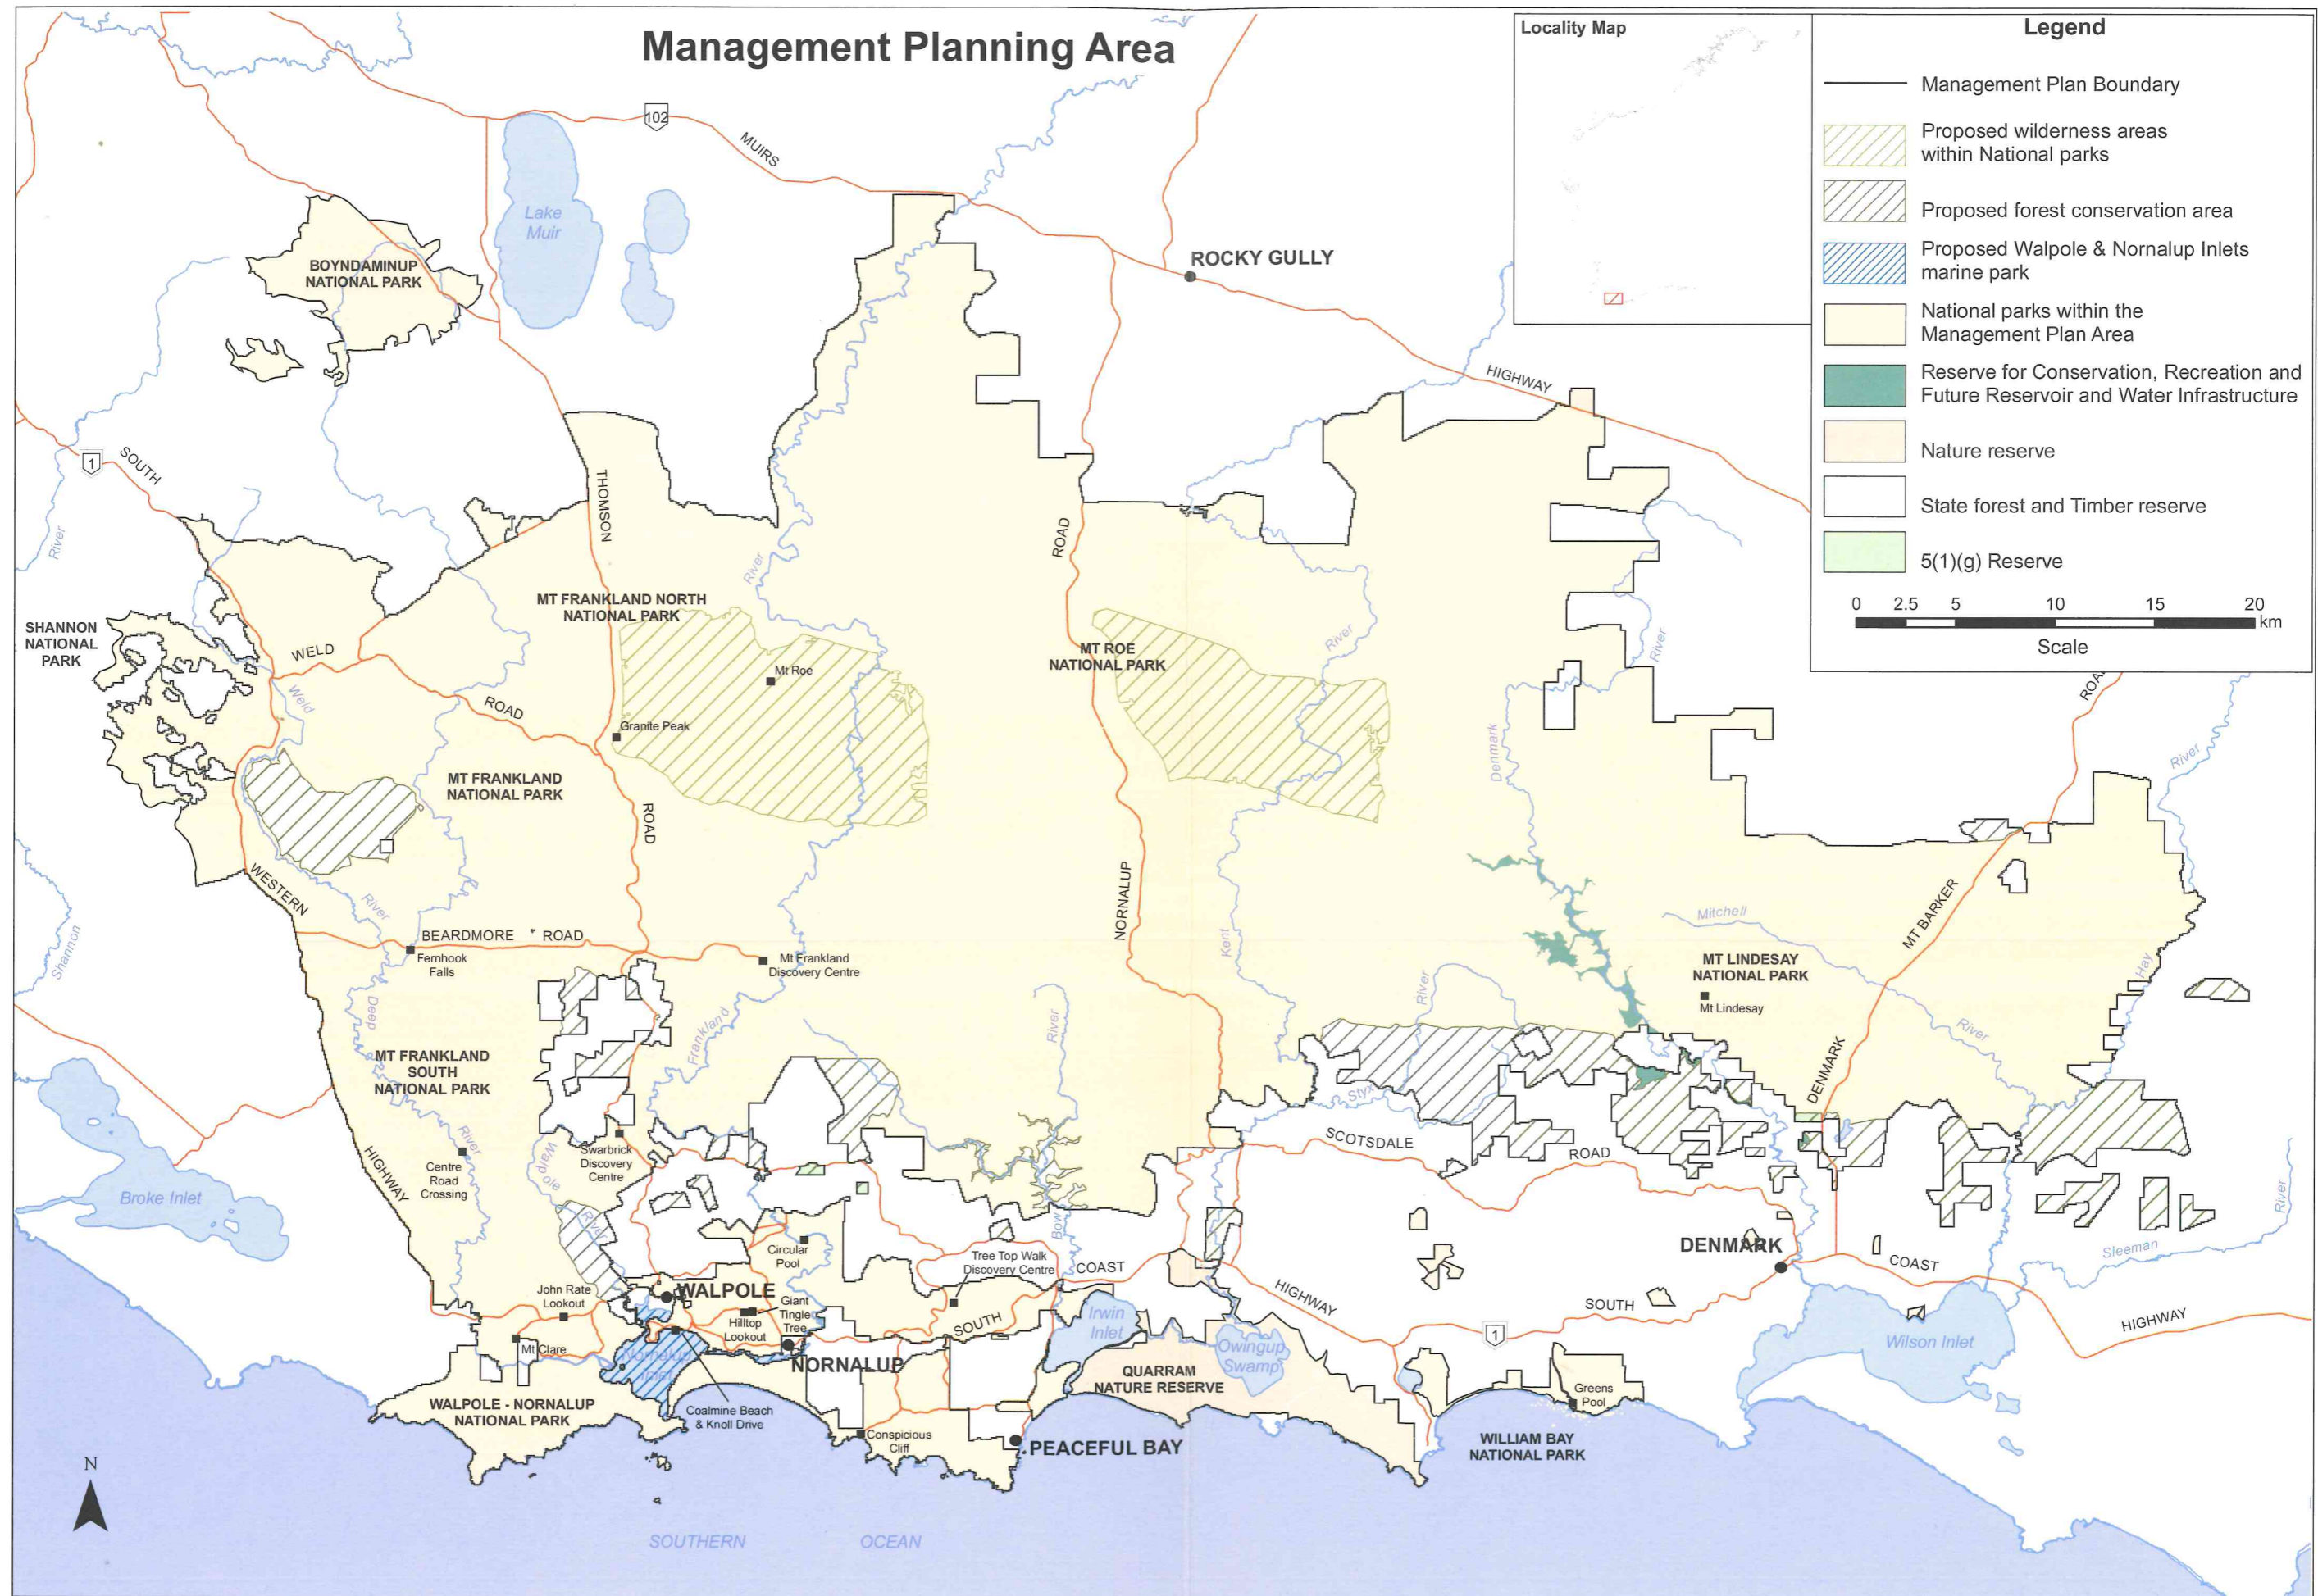 Management Planning Area
Locality Map
Legend
Management Plan Boundary
Proposed wilderness areas
within National parks
Proposed forest conservation area
Proposed Walpole & Nornalup Inlets
marine park
National parks within the
Management Plan Area
Reserve for Conservation, Recreation and
Future Reservoir and Water Infrastructure
Nature reserve
State forest and Timber reserve
5(1)(g) Reserve
0 2.5 5 10 15 20
km
Scale
102
MUIRS
HIGHWAY
Lake
Muir
BOYNDAMINUP
NATIONAL PARK
ROCKY GULLY
1
SOUTH
River
THOMSON
ROAD
River
MT FRANKLAND NORTH
NATIONAL PARK
SHANNON
NATIONAL
PARK
WELD
ROAD
Weld
Mt Roe
Granite Peak
MT ROE
NATIONAL PARK
River
River
Denmark
ROAD
River
MT FRANKLAND
NATIONAL PARK
ROAD
WESTERN
River
NORNALUP
Kent
MT BARKER
Mitchell
BEARDMORE ROAD
Fernhook
Falls
Mt Frankland
Discovery Centre
MT LINDESAY
NATIONAL PARK
Mt Lindesay
River
Hay
Shannon
Deep
Frankland
River
River
MT FRANKLAND
SOUTH
NATIONAL PARK
DENMARK
Styx
HIGHWAY
River
Centre
Road
Crossing
Walpole
River
Swarbrick
Discovery
Centre
SCOTSDALE
ROAD
Broke Inlet
Bow
Circular
Pool
Tree Top Walk
Discovery Centre
COAST
HIGHWAY
DENMARK
COAST
HIGHWAY
Sleeman
River
John Rate
Lookout
WALPOLE
Giant
Tingle
Tree
Hilltop
Lookout
SOUTH
Irwin
Inlet
SOUTH
1
Wilson Inlet
Mt Clare
Nornalup
Inlet
NORNALUP
Owingup
Swamp
QUARRAM
NATURE RESERVE
Greens
Pool
WALPOLE - NORNALUP
NATIONAL PARK
Coalmine Beach
& Knoll Drive
Conspicious
Cliff
PEACEFUL BAY
WILLIAM BAY
NATIONAL PARK
N
SOUTHERN OCEAN